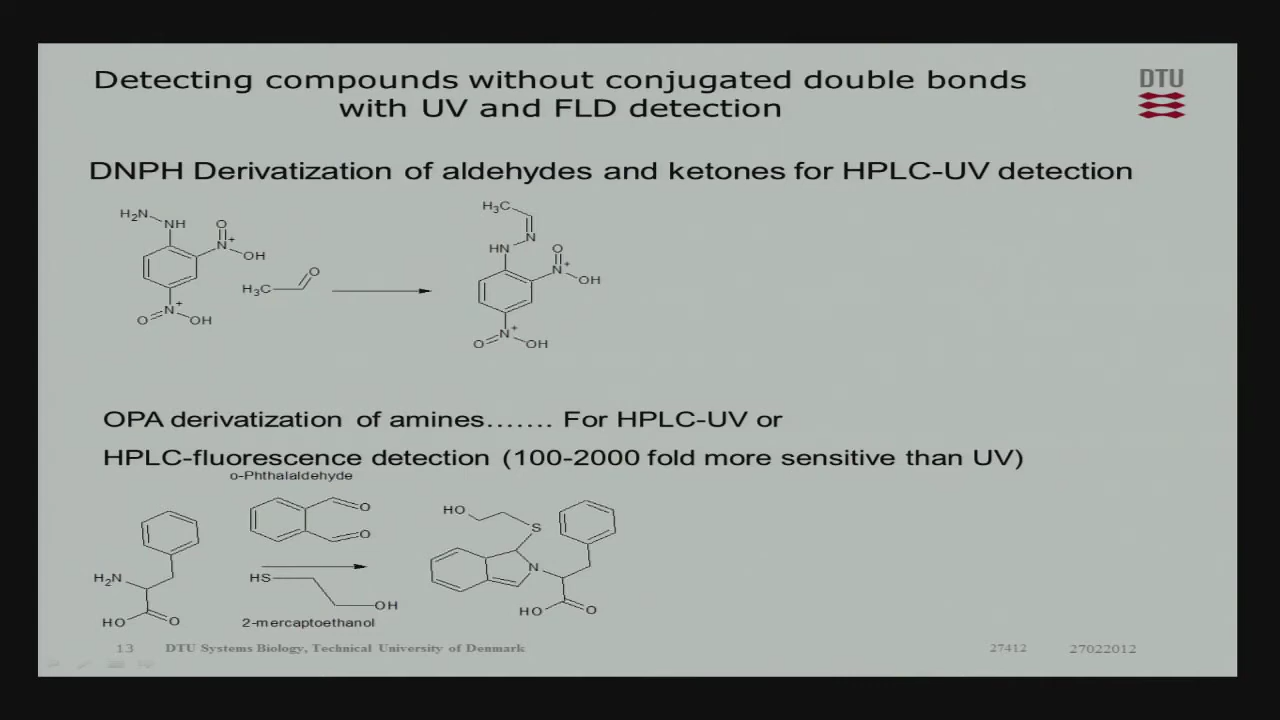 Detecting compounds without conjugated double bonds
with UV and FLD detection
DTU
DNPH Derivatization of aldehydes and ketones for HPLC-UV detection
H2N
NH
O
N+
OH
N+
O
OH
H3C
O
H3C
N
HN
O
N+
OH
N+
O
OH
OPA derivatization of amines……. For HPLC-UV or
HPLC-fluorescence detection (100-2000 fold more sensitive than UV)
o-Phthalaldehyde
O
O
H2N
HO
O
HS
OH
2-mercaptoethanol
HO
S
N
HO
O
13 DTU Systems Biology, Technical University of Denmark 27412 27022012